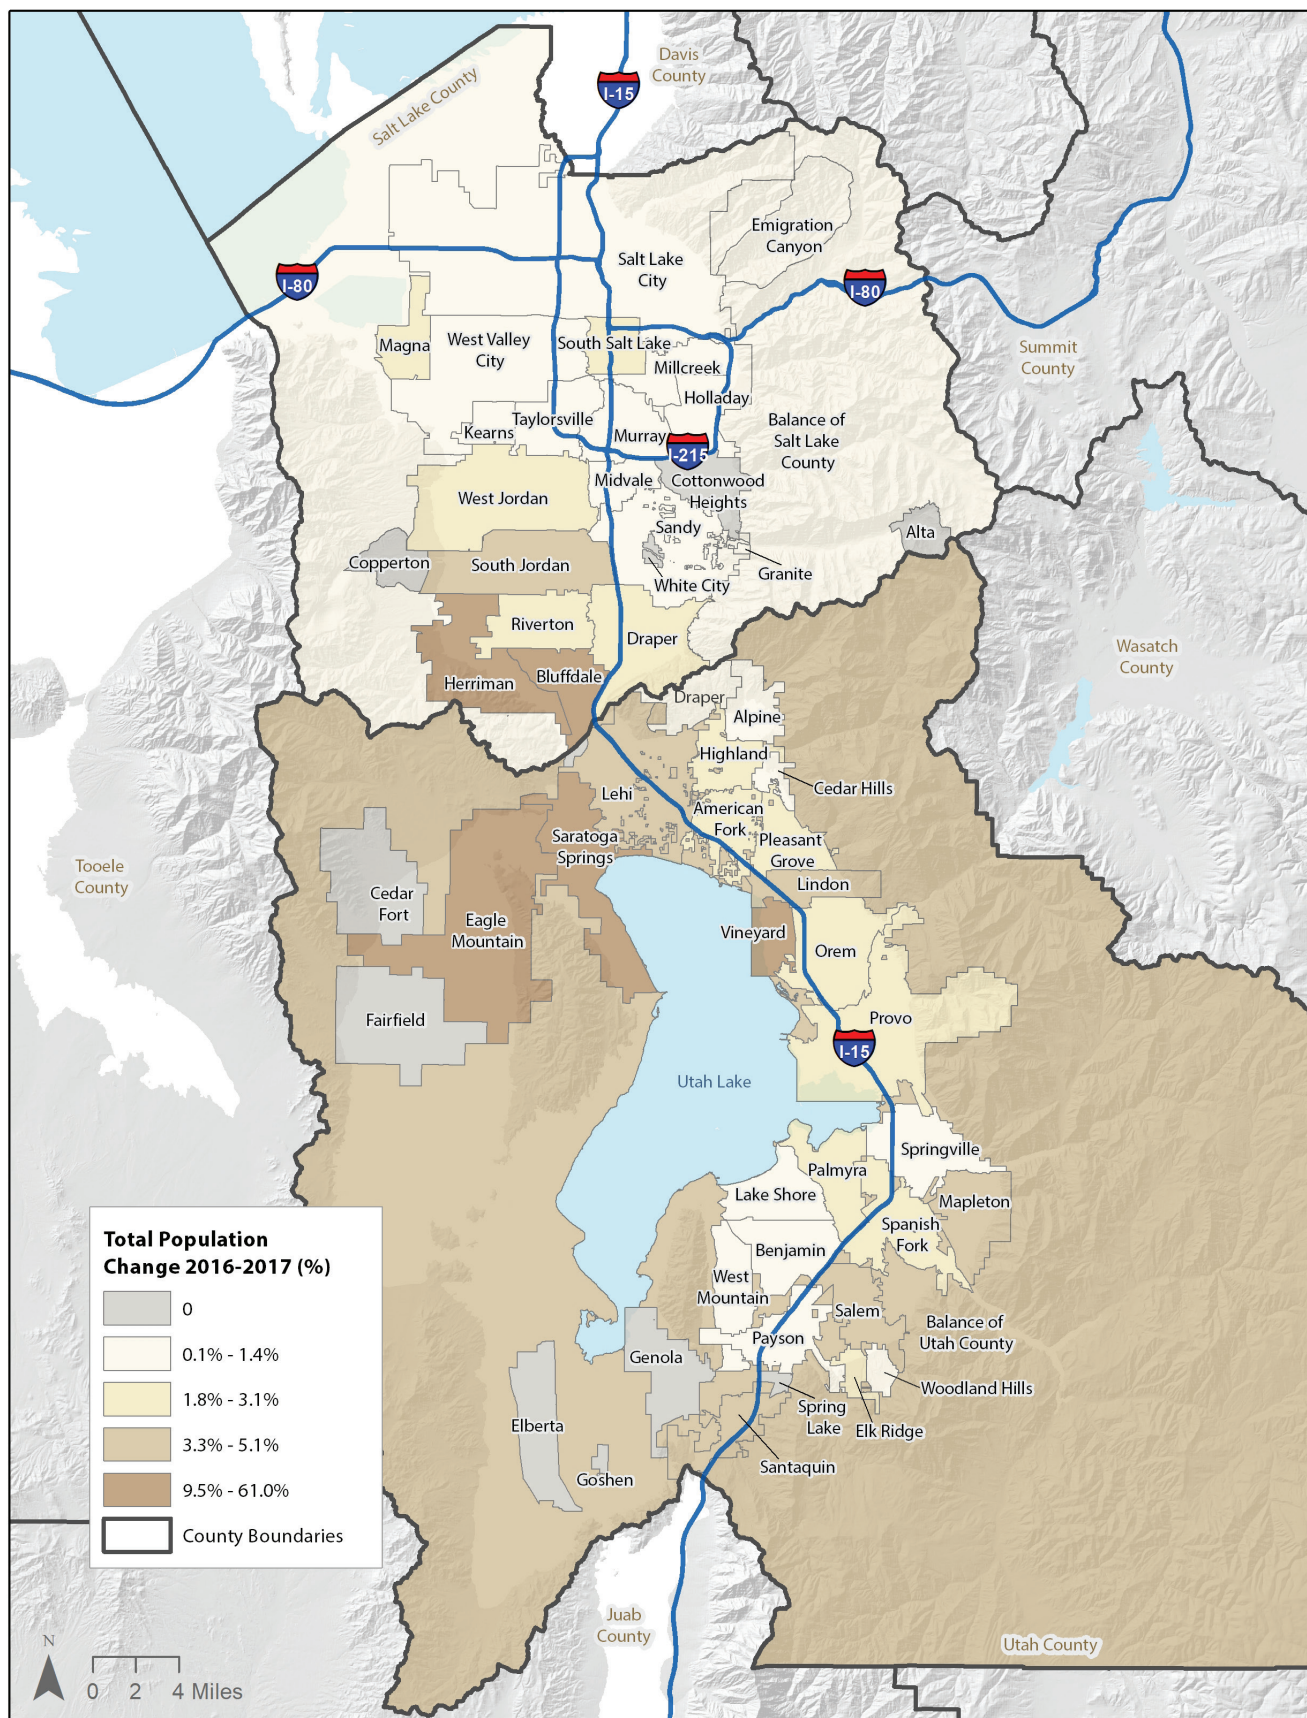 Davis
County
Salt Lake County
I-15
Emigration
Canyon
Salt Lake
City
I-80
I-80
Magna
West Valley
City
South Salt Lake
Millcreek
Summit
County
Holladay
Taylorsville
Kearns
Murray
Balance of
Salt Lake
County
I-215
Midvale
Cottonwood
Heights
West Jordan
Sandy
Alta
Copperton
South Jordan
Granite
White City
Riverton
Draper
Wasatch
County
Herriman
Bluffdale
Draper
Alpine
Highland
Cedar Hills
Lehi
American
Fork
Saratoga
Springs
Pleasant
Grove
Tooele
County
Lindon
Cedar
Fort
Eagle
Mountain
Vineyard
Orem
Fairfield
Provo
I-15
Utah Lake
Springville
Palmyra
Lake Shore
Mapleton
Spanish
Fork
Benjamin
West
Mountain
Salem
Balance of
Utah County
Payson
Genola
Woodland Hills
Spring
Lake
Elk Ridge
Elberta
Santaquin
Goshen
Total Population
Change 2016-2017 (%)
0
0.1% - 1.4%
1.8% - 3.1%
3.3% - 5.1%
9.5% - 61.0%
County Boundaries
Juab
County
Utah County
N
0 2 4 Miles